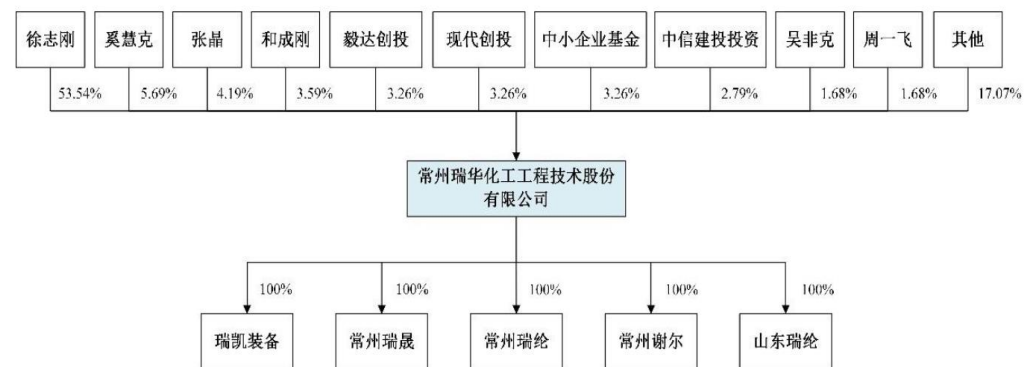 徐志刚 奚慧克 张晶 和成刚 毅达创投 现代创投 中小企业基金 中信建投投资 吴非克 周一飞 其他
53.54% 5.69% 4.19% 3.59% 3.26% 3.26% 3.26% 2.79% 1.68% 1.68% 17.07%
常州瑞华化工工程技术股份
有限公司
100% 100% 100% 100% 100%
瑞凯装备 常州瑞晟 常州瑞纶 常州谢尔 山东瑞纶